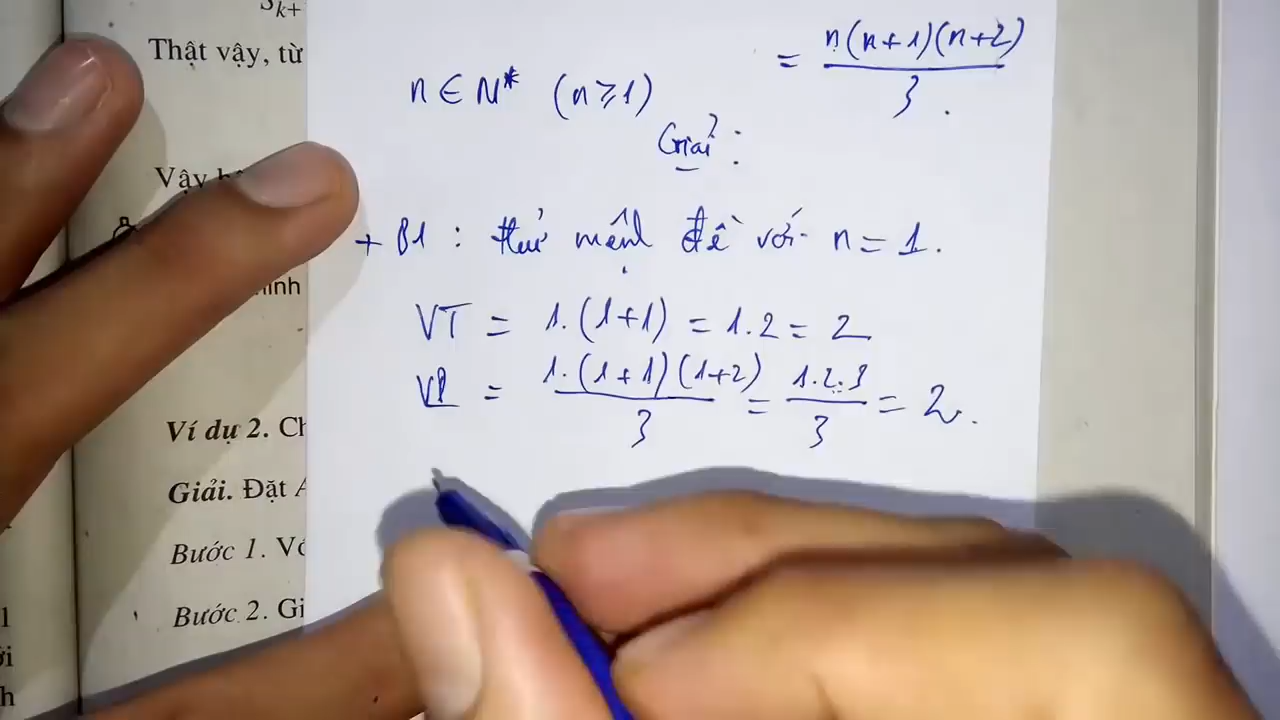 S_{k+
Thật vậy, từ
= n(n+1)(n+2) / 3 .
n ∈ N* (n ≥ 1)
Giải :
Vậy
+ B1 : thử mệnh đề với n = 1.
VT = 1.(1+1) = 1.2 = 2
VP = 1.(1+1)(1+2) / 3 = 1.2.3 / 3 = 2.
Ví dụ 2. Ch
Giải. Đặt A
Bước 1. Vớ
Bước 2. Gi